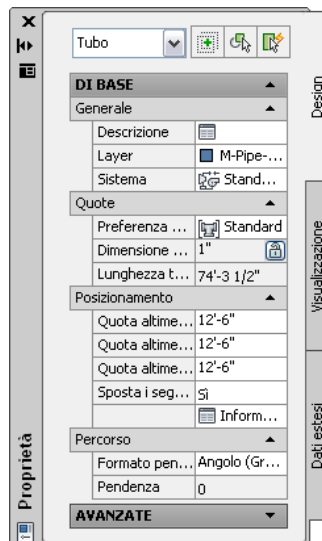 Tubo
DI BASE
Generale
Descrizione
Layer M-Pipe-...
Sistema Stand...
Quote
Preferenza ... Standard
Dimensione ... 1"
Lunghezza t... 74'-3 1/2"
Posizionamento
Quota altime... 12'-6"
Quota altime... 12'-6"
Quota altime... 12'-6"
Sposta i seg... Sì
Inform...
Percorso
Formato pen... Angolo (Gr...
Pendenza 0
AVANZATE
Proprietà
Design
Visualizzazione
Dati estesi